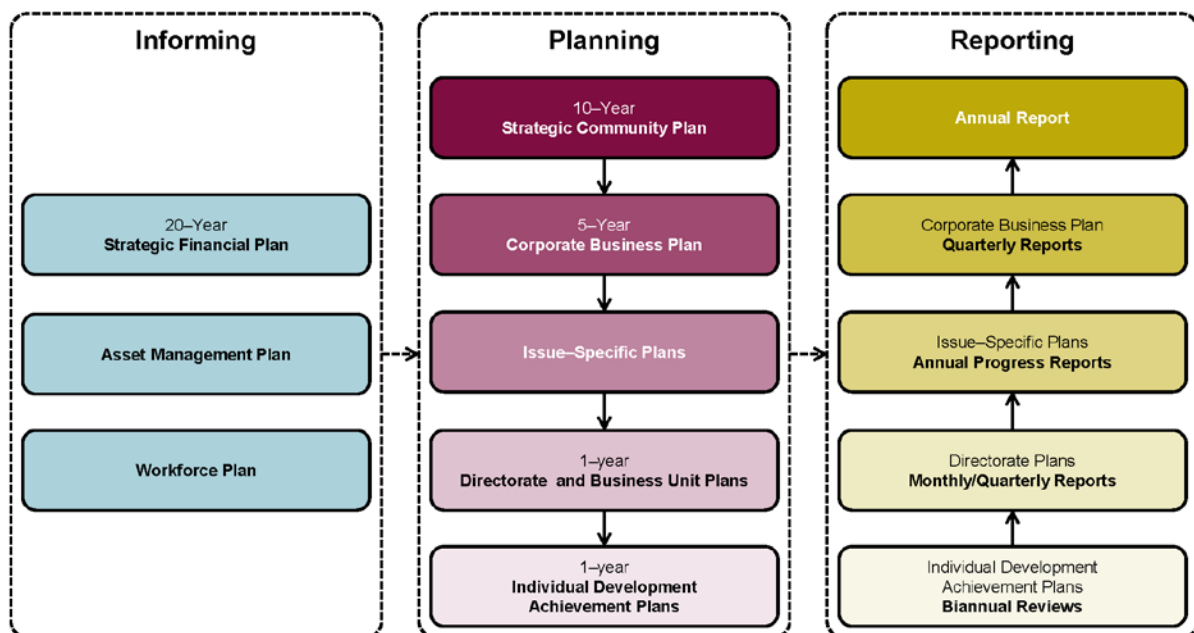 Informing
20–Year
Strategic Financial Plan
Asset Management Plan
Workforce Plan
Planning
10–Year
Strategic Community Plan
5–Year
Corporate Business Plan
Issue–Specific Plans
1–year
Directorate and Business Unit Plans
1–year
Individual Development
Achievement Plans
Reporting
Annual Report
Corporate Business Plan
Quarterly Reports
Issue–Specific Plans
Annual Progress Reports
Directorate Plans
Monthly/Quarterly Reports
Individual Development
Achievement Plans
Biannual Reviews